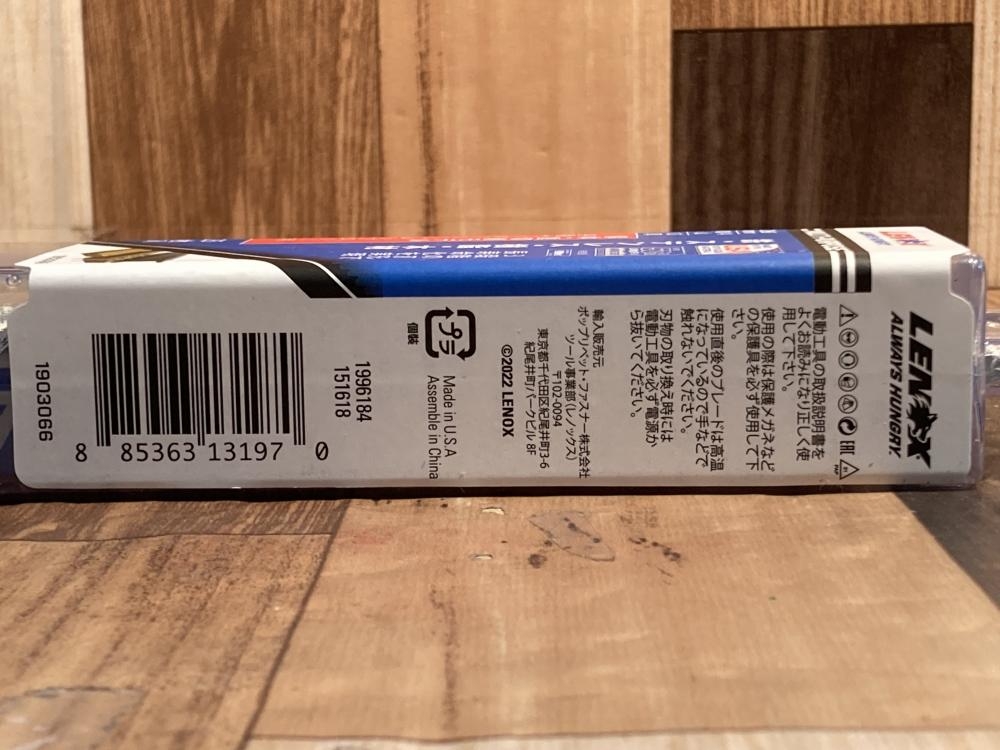 LENOX
ALWAYS HUNGRY.
電動工具の取扱説明書を
よくお読みになり正しく使
用して下さい。
使用の際は保護メガネなど
の保護具を必ず使用して下
さい。
使用直後のブレードは高温
になっているので手などで
触れないでください。
刃物の取り換え時には
電動工具を必ず電源か
ら抜いてください。
輸入販売元
ポップリベット・ファスナー株式会社
ツール事業部(レノックス)
〒102-0094
東京都千代田区紀尾井町3-6
紀尾井町パークビル 8F
©2022 LENOX
プラ
個装
Made in U.S.A
Assemble in China
1996184
151618
8 85363 13197 0
1903066